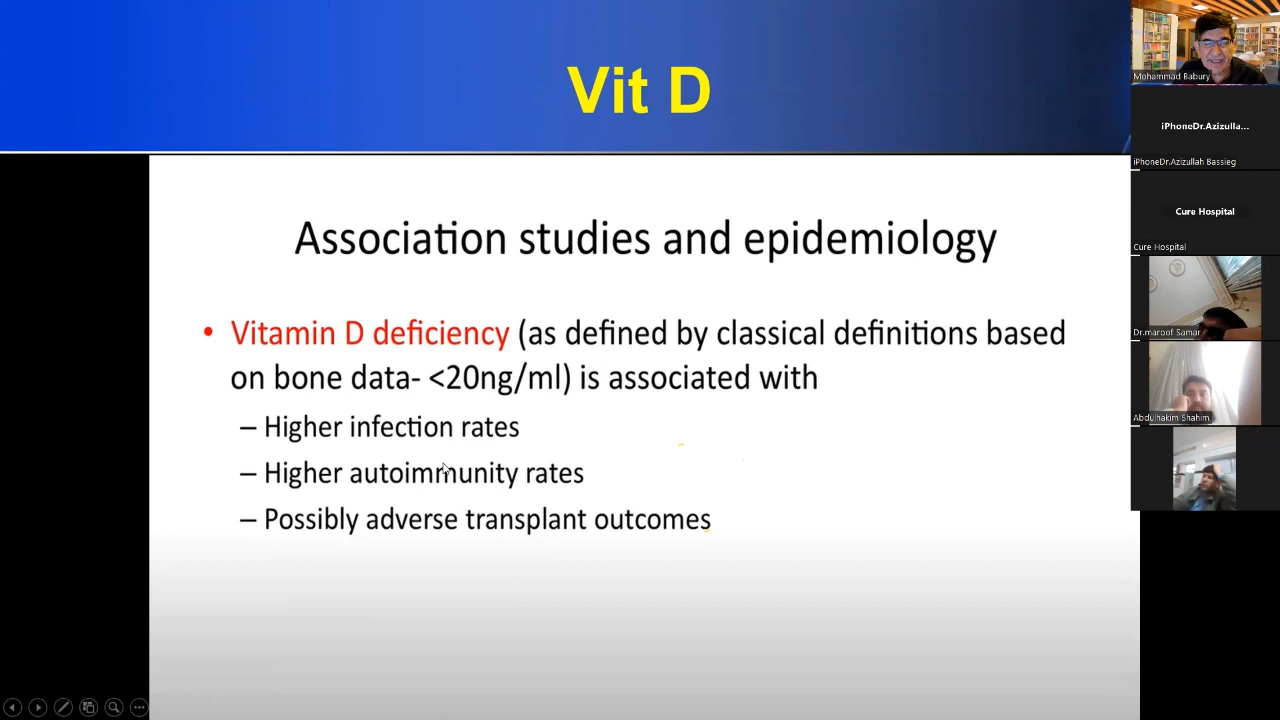 Vit D
Association studies and epidemiology
• Vitamin D deficiency (as defined by classical definitions based
on bone data- <20ng/ml) is associated with
– Higher infection rates
– Higher autoimmunity rates
– Possibly adverse transplant outcomes
Mohammad Babury
iPhoneDr.Azizulla...
iPhoneDr.Azizullah Bassieg
Cure Hospital
Cure Hospital
Dr.maroof Samar
Abdulhakim Shahim